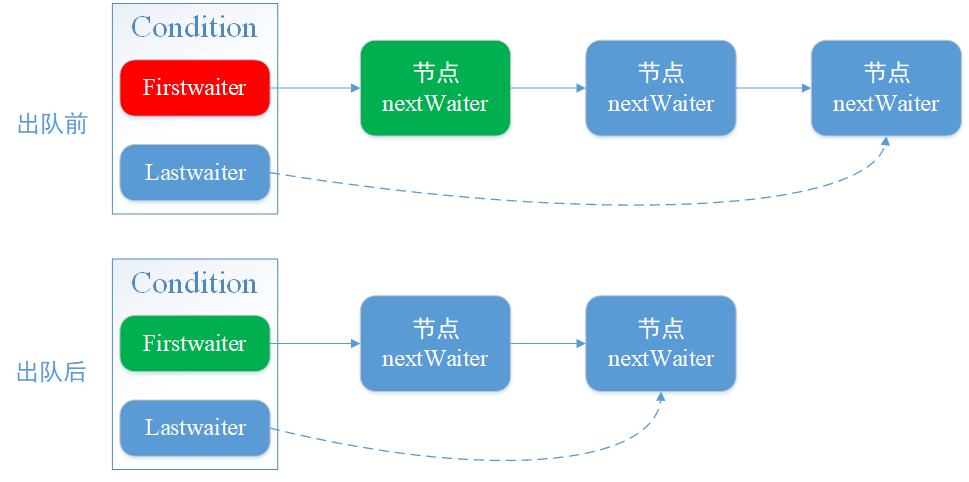 Condition
Firstwaiter
Lastwaiter
出队前
节点
nextWaiter
节点
nextWaiter
节点
nextWaiter
Condition
Firstwaiter
Lastwaiter
出队后
节点
nextWaiter
节点
nextWaiter